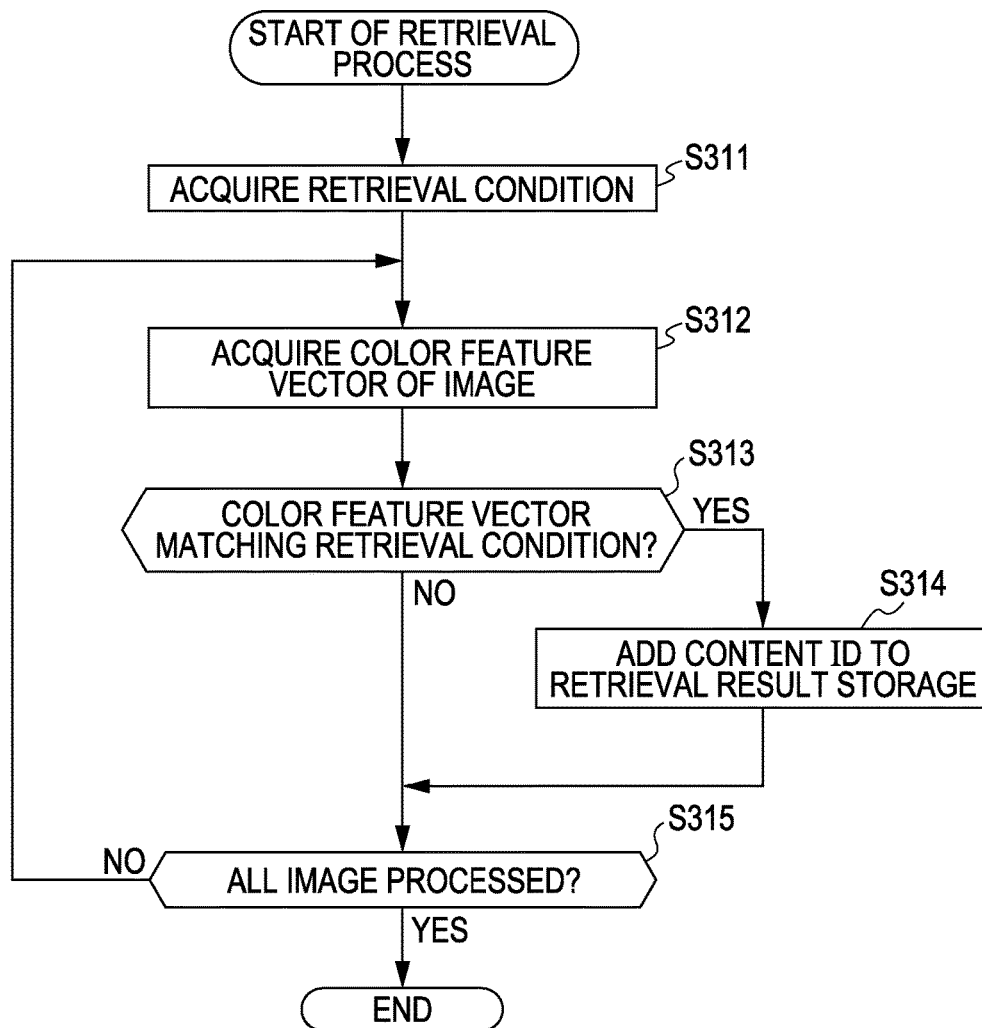 START OF RETRIEVAL
PROCESS
S311
ACQUIRE RETRIEVAL CONDITION
S312
ACQUIRE COLOR FEATURE
VECTOR OF IMAGE
S313
COLOR FEATURE VECTOR
MATCHING RETRIEVAL CONDITION?
YES
NO
S314
ADD CONTENT ID TO
RETRIEVAL RESULT STORAGE
S315
NO
ALL IMAGE PROCESSED?
YES
END